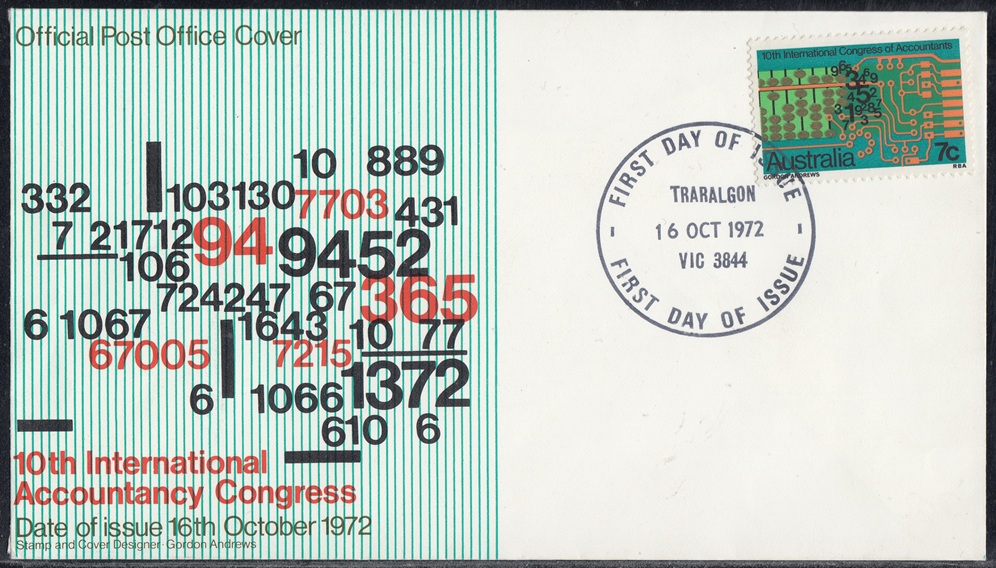 Official Post Office Cover
10 889
332 103130 7703 431
7 21712 94 9452
106 724247 67 365
6 1067 1643 10 77
67005 7215
6 1066 1372
610 6
10th International
Accountancy Congress
Date of issue 16th October 1972
Stamp and Cover Designer·Gordon Andrews
10th International Congress of Accountants
Australia 7c
GORDON ANDREWS RBA
FIRST DAY OF ISSUE
TRARALGON
16 OCT 1972
VIC 3844
FIRST DAY OF ISSUE